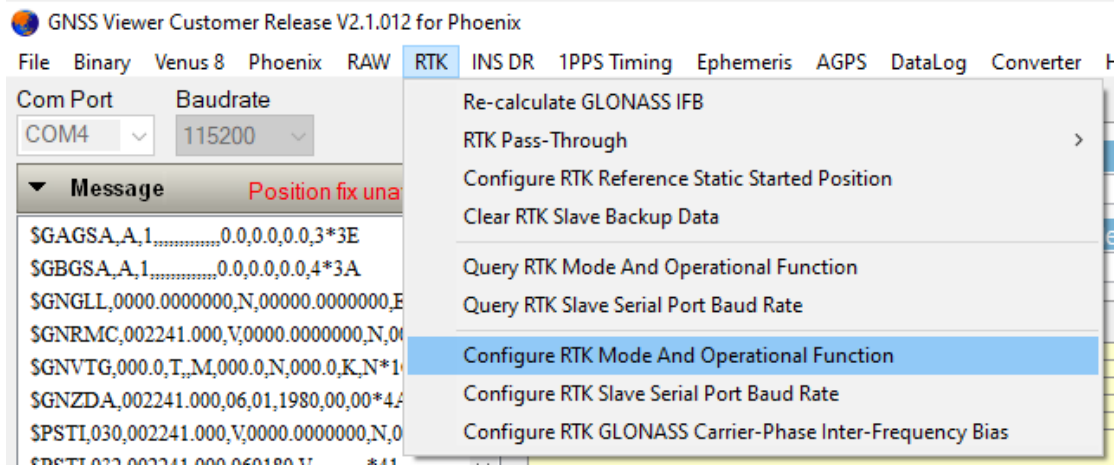 GNSS Viewer Customer Release V2.1.012 for Phoenix
File Binary Venus 8 Phoenix RAW RTK INS DR 1PPS Timing Ephemeris AGPS DataLog Converter
Com Port Baudrate
COM4 115200
Message Position fix una
$GAGSA,A,1,,,,,,,,,,,,,0.0,0.0,0.0,3*3E
$GBGSA,A,1,,,,,,,,,,,,,0.0,0.0,0.0,4*3A
$GNGLL,0000.0000000,N,00000.0000000,E
$GNRMC,002241.000,V,0000.0000000,N,00
$GNVTG,000.0,T,,M,000.0,N,000.0,K,N*1
$GNZDA,002241.000,06,01,1980,00,00*4A
$PSTI,030,002241.000,V,0000.0000000,N,0
Re-calculate GLONASS IFB
RTK Pass-Through
Configure RTK Reference Static Started Position
Clear RTK Slave Backup Data
Query RTK Mode And Operational Function
Query RTK Slave Serial Port Baud Rate
Configure RTK Mode And Operational Function
Configure RTK Slave Serial Port Baud Rate
Configure RTK GLONASS Carrier-Phase Inter-Frequency Bias